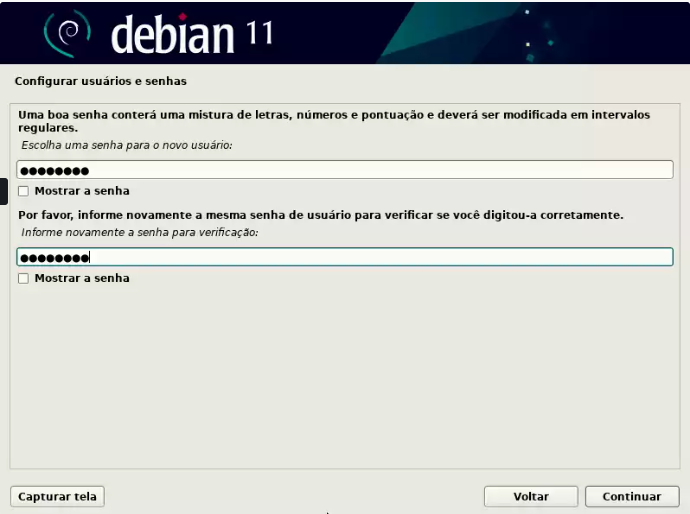 debian 11
Configurar usuários e senhas
Uma boa senha conterá uma mistura de letras, números e pontuação e deverá ser modificada em intervalos
regulares.
Escolha uma senha para o novo usuário:
●●●●●●●●
Mostrar a senha
Por favor, informe novamente a mesma senha de usuário para verificar se você digitou-a corretamente.
Informe novamente a senha para verificação:
●●●●●●●●
Mostrar a senha
Capturar tela
Voltar
Continuar